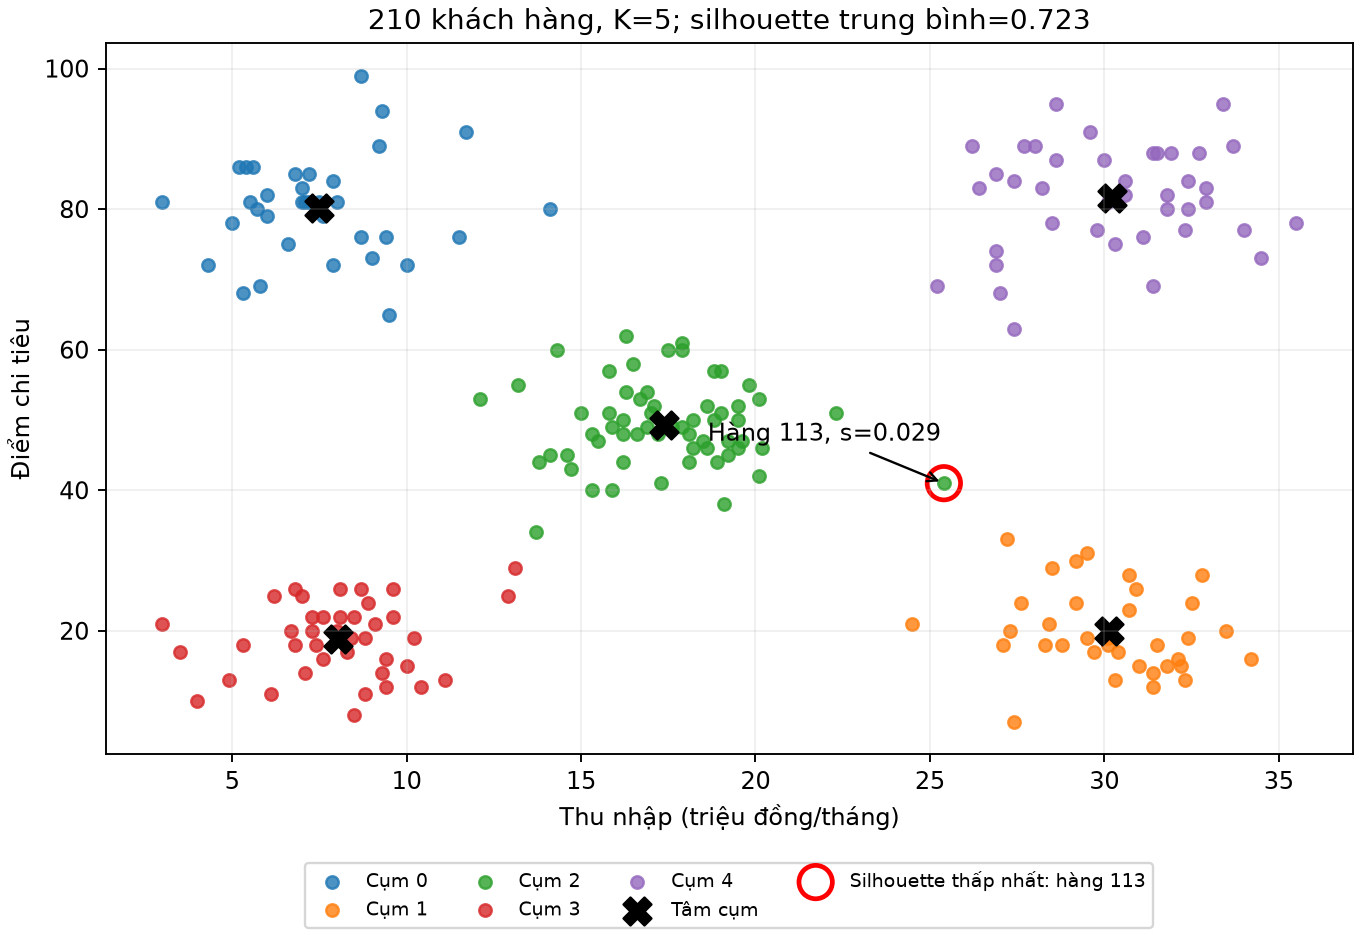 210 khách hàng, K=5; silhouette trung bình=0.723
Điểm chi tiêu
100
80
60
40
20
Hàng 113, s=0.029
5 10 15 20 25 30 35
Thu nhập (triệu đồng/tháng)
Cụm 0 Cụm 2 Cụm 4 Silhouette thấp nhất: hàng 113
Cụm 1 Cụm 3 Tâm cụm